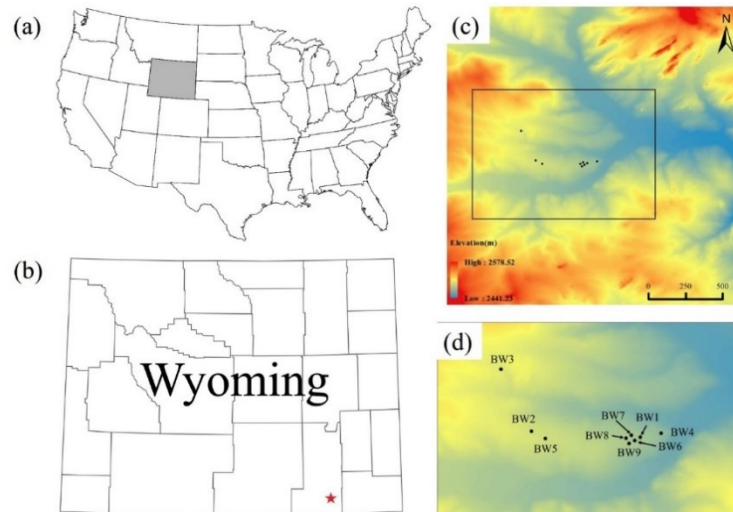 (a)
(b)
Wyoming
(c)
N
Elevation(m)
High : 2578.52
Low : 2441.23
0 250 500
(d)
BW3
BW2
BW5
BW7
BW1
BW8
BW4
BW9
BW6